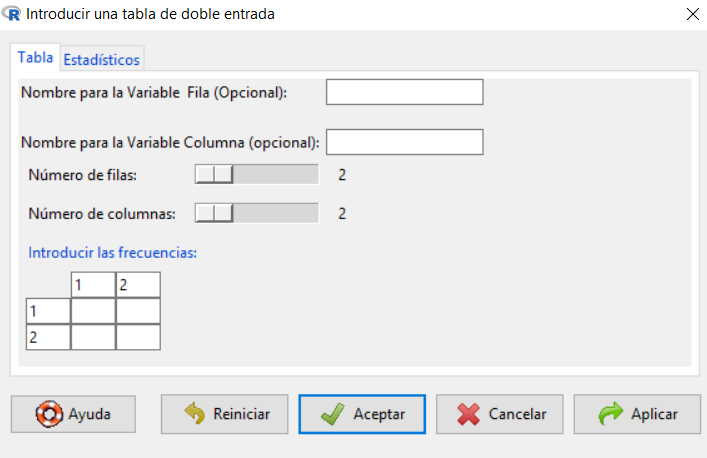 Introducir una tabla de doble entrada
Tabla Estadísticos
Nombre para la Variable Fila (Opcional):
Nombre para la Variable Columna (opcional):
Número de filas: 2
Número de columnas: 2
Introducir las frecuencias:
1 2
1
2
Ayuda Reiniciar Aceptar Cancelar Aplicar